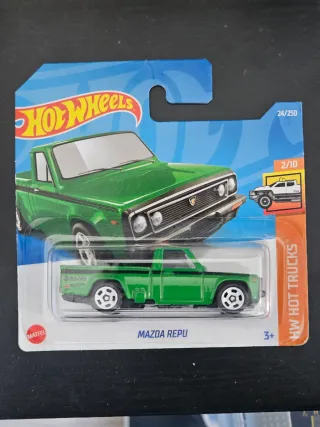 Hot Wheels
24/250
2/10
HW HOT TRUCKS
MAZDA REPU
MATTEL
3+